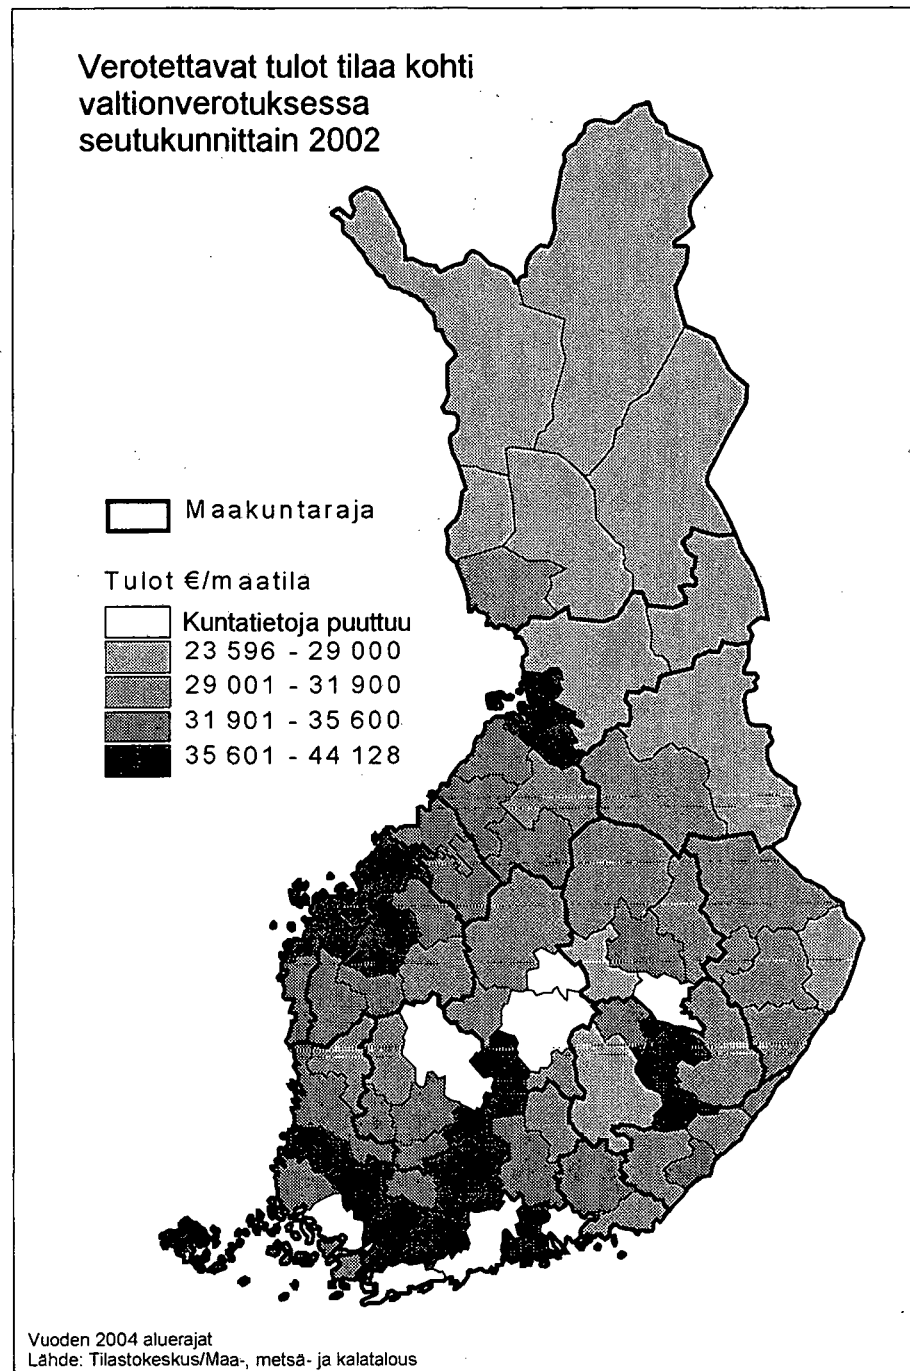 Verotettavat tulot tilaa kohti
valtionverotuksessa
seutukunnittain 2002
Maakuntaraja
Tulot €/maatila
Kuntatietoja puuttuu
23 596 - 29 000
29 001 - 31 900
31 901 - 35 600
35 601 - 44 128
Vuoden 2004 aluerajat
Lähde: Tilastokeskus/Maa-, metsä- ja kalatalous